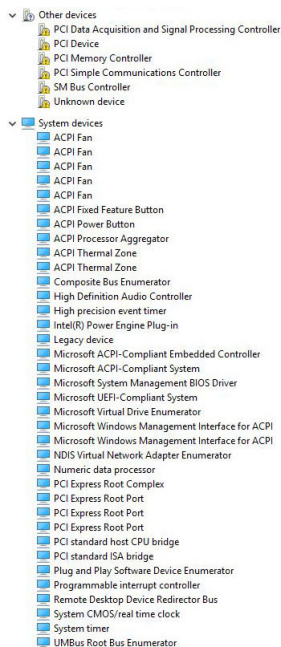 Other devices
PCI Data Acquisition and Signal Processing Controller
PCI Device
PCI Memory Controller
PCI Simple Communications Controller
SM Bus Controller
Unknown device
System devices
ACPI Fan
ACPI Fan
ACPI Fan
ACPI Fan
ACPI Fan
ACPI Fixed Feature Button
ACPI Power Button
ACPI Processor Aggregator
ACPI Thermal Zone
ACPI Thermal Zone
Composite Bus Enumerator
High Definition Audio Controller
High precision event timer
Intel(R) Power Engine Plug-in
Legacy device
Microsoft ACPI-Compliant Embedded Controller
Microsoft ACPI-Compliant System
Microsoft System Management BIOS Driver
Microsoft UEFI-Compliant System
Microsoft Virtual Drive Enumerator
Microsoft Windows Management Interface for ACPI
Microsoft Windows Management Interface for ACPI
NDIS Virtual Network Adapter Enumerator
Numeric data processor
PCI Express Root Complex
PCI Express Root Port
PCI Express Root Port
PCI Express Root Port
PCI standard host CPU bridge
PCI standard ISA bridge
Plug and Play Software Device Enumerator
Programmable interrupt controller
Remote Desktop Device Redirector Bus
System CMOS/real time clock
System timer
UMBus Root Bus Enumerator